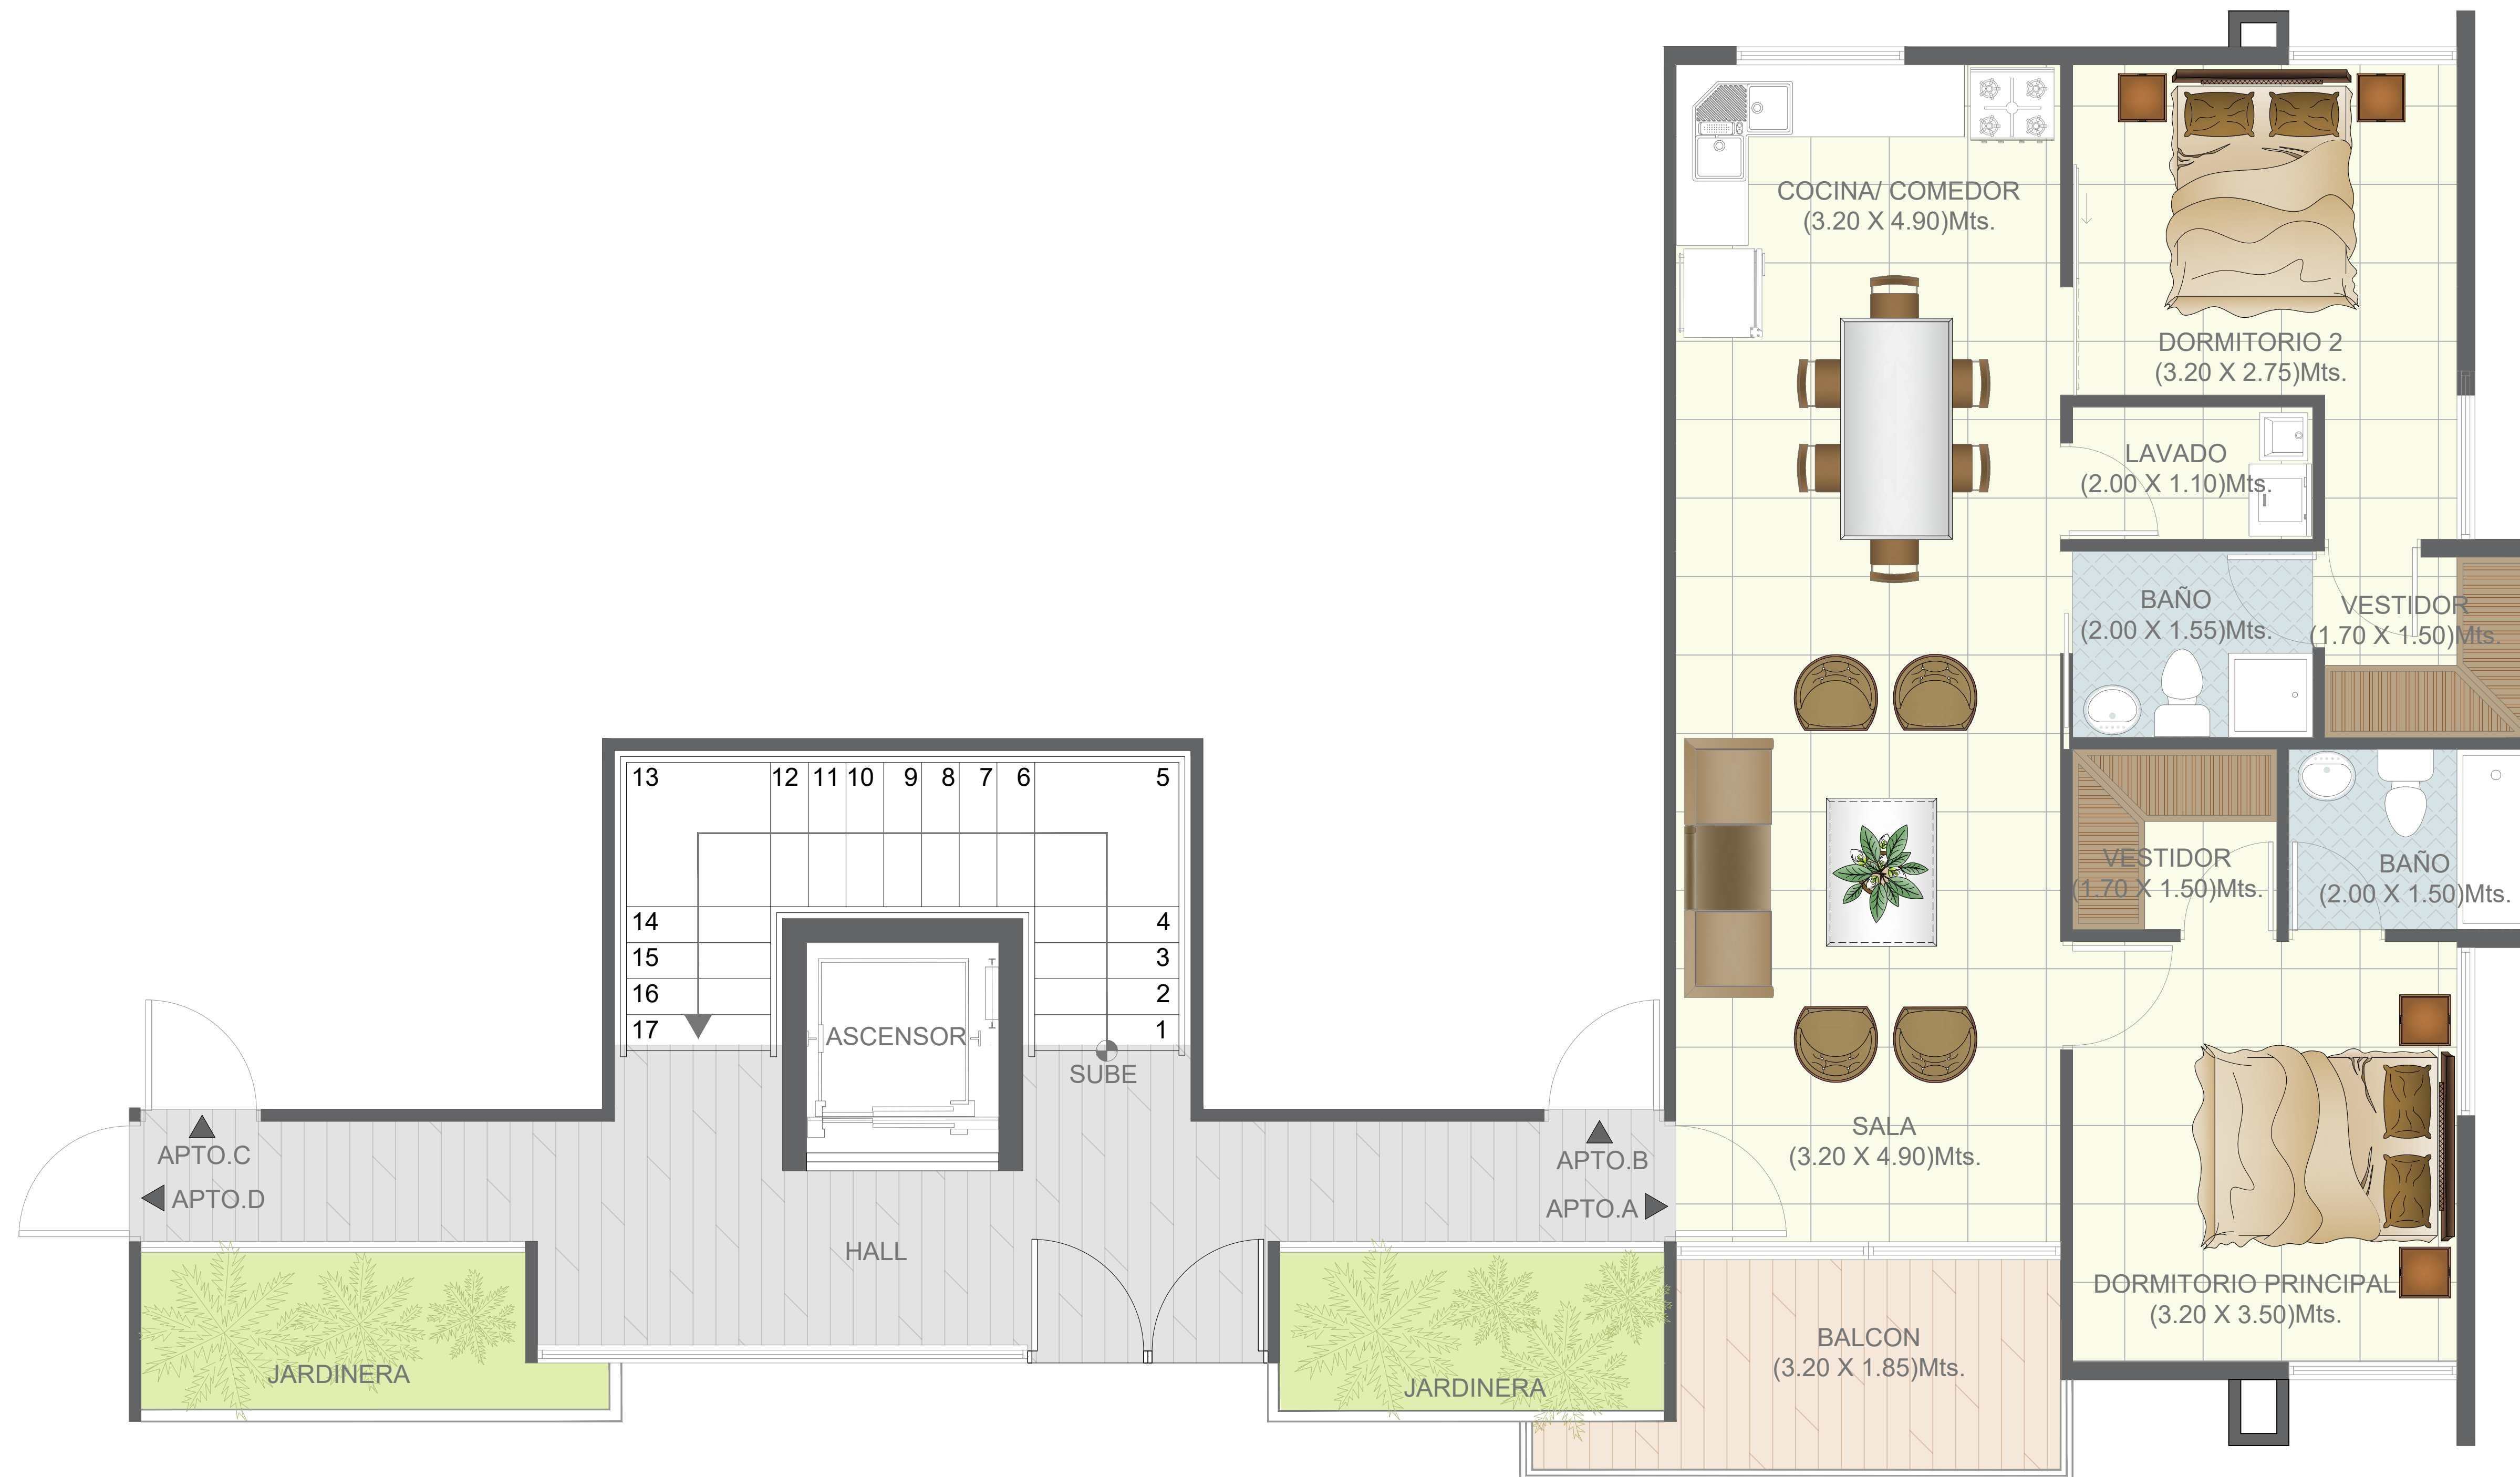 COCINA/ COMEDOR
(3.20 X 4.90)Mts.
DORMITORIO 2
(3.20 X 2.75)Mts.
LAVADO
(2.00 X 1.10)Mts.
BAÑO
(2.00 X 1.55)Mts.
VESTIDOR
(1.70 X 1.50)Mts.
13 12 11 10 9 8 7 6 5
14 4
15 3
16 2
17 1
ASCENSOR
SUBE
VESTIDOR
(1.70 X 1.50)Mts.
BAÑO
(2.00 X 1.50)Mts.
APTO.C
APTO.D
APTO.B
APTO.A
SALA
(3.20 X 4.90)Mts.
HALL
DORMITORIO PRINCIPAL
(3.20 X 3.50)Mts.
JARDINERA
JARDINERA
BALCON
(3.20 X 1.85)Mts.